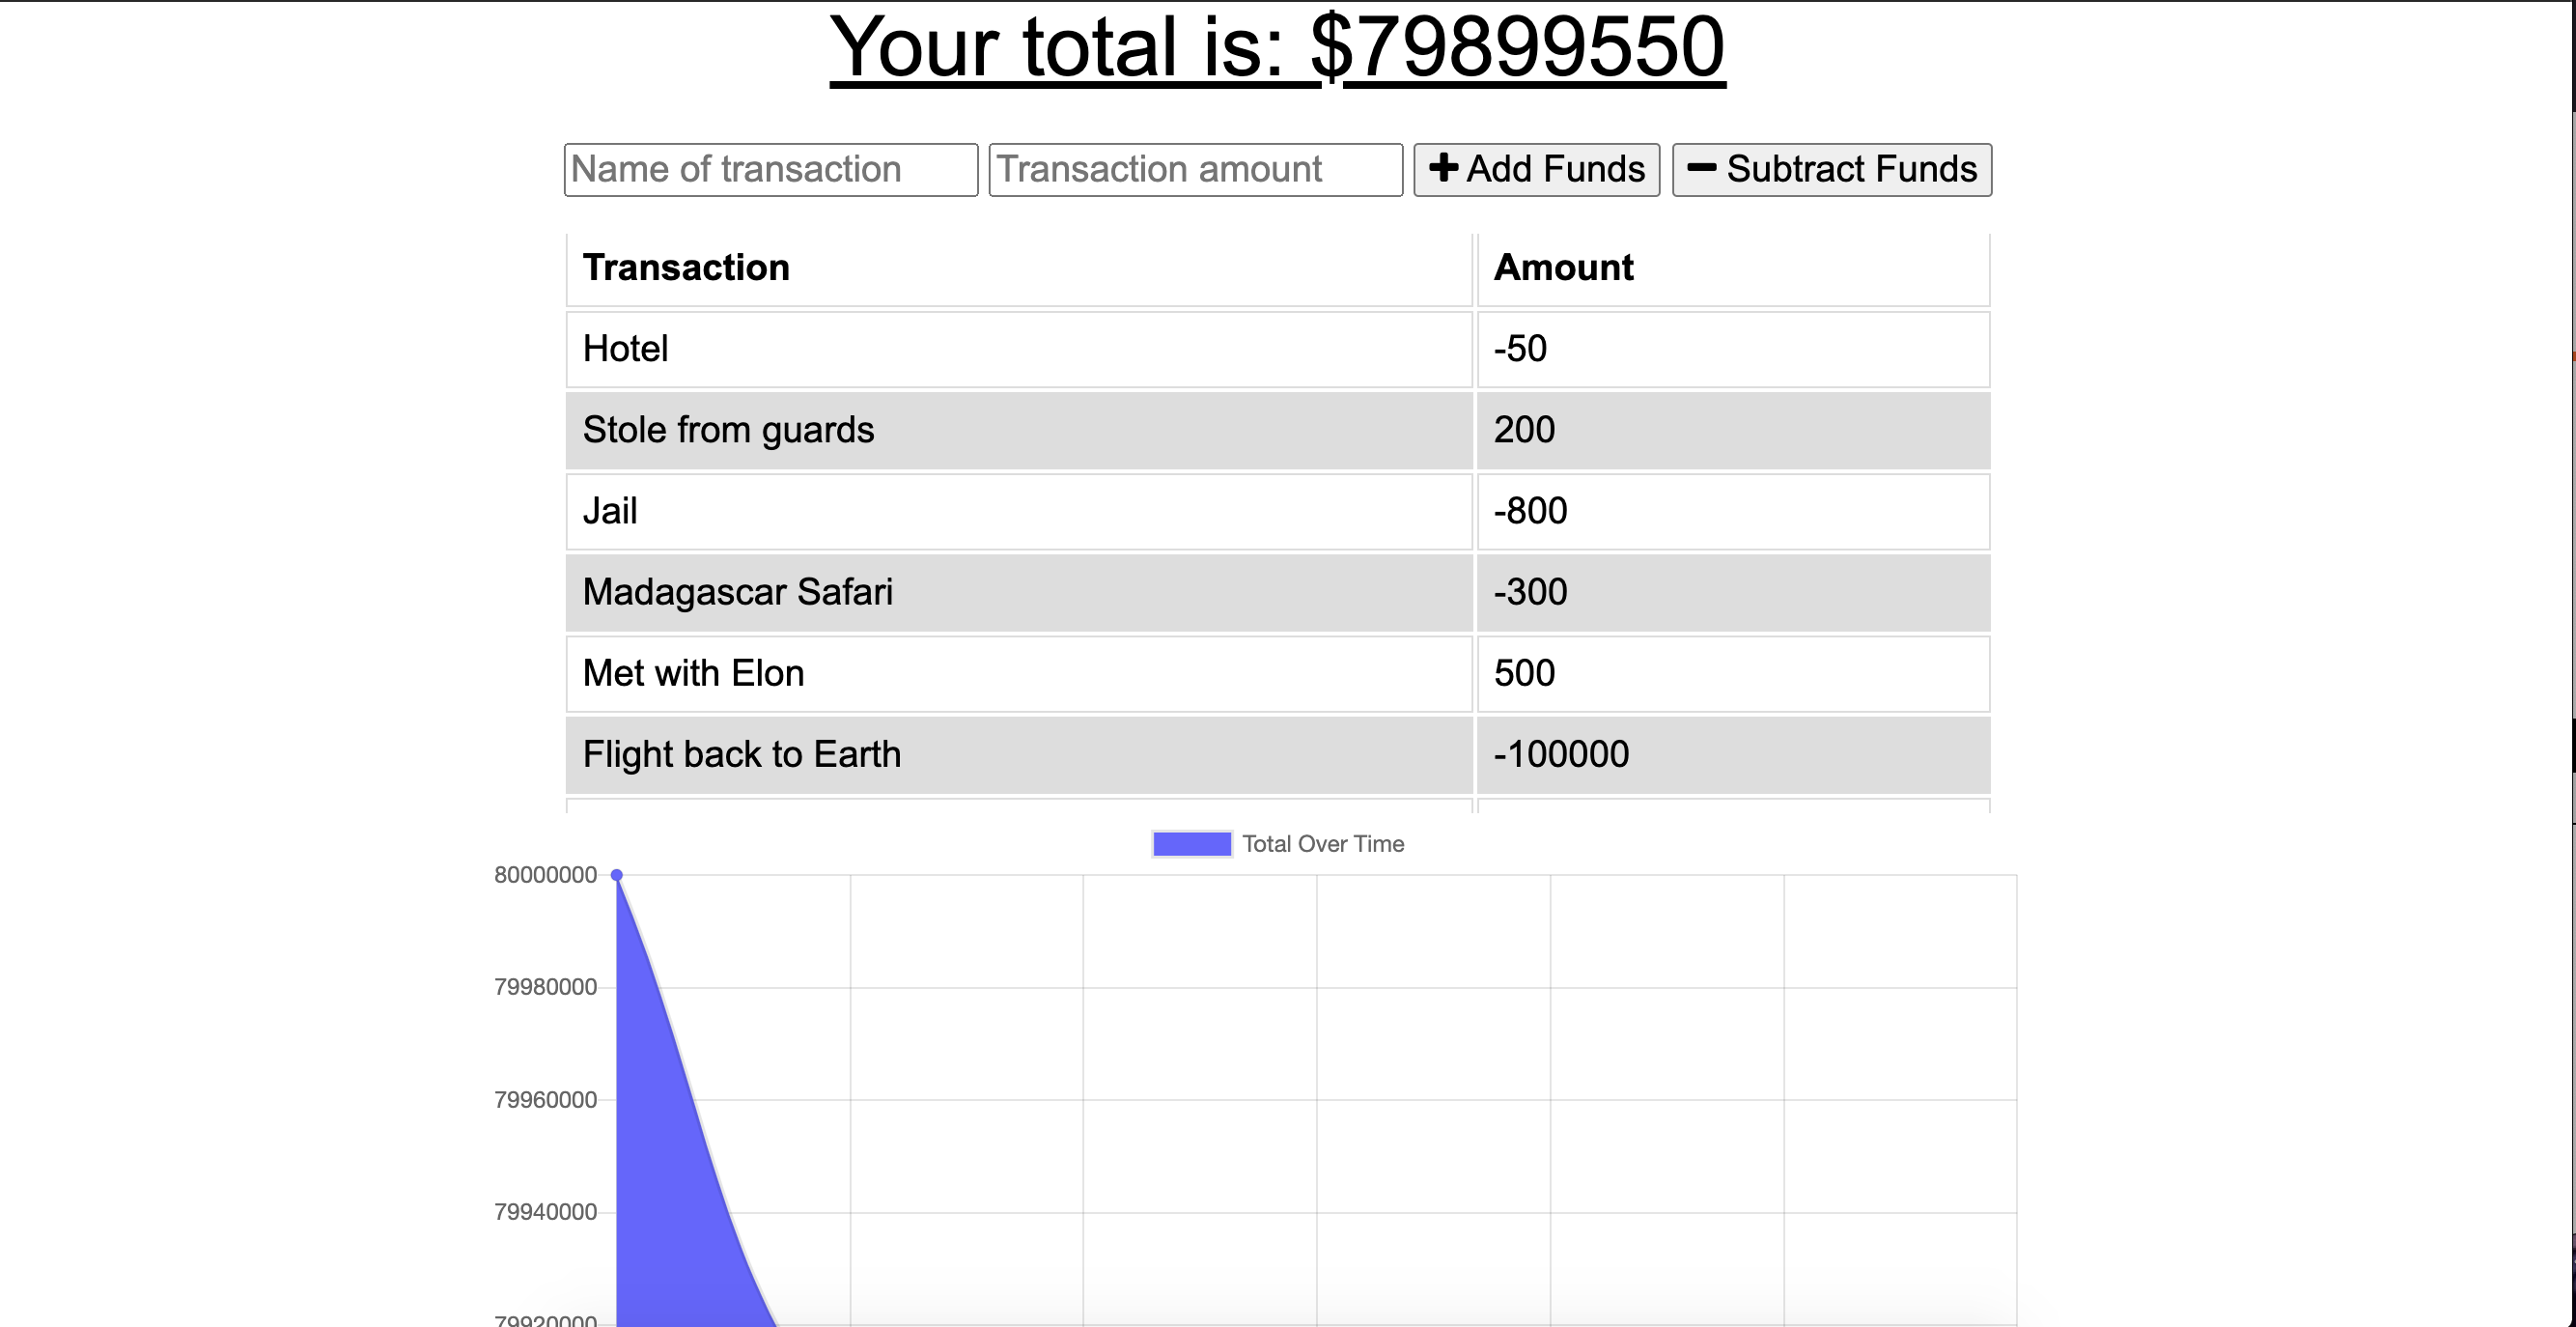 Your total is: $79899550
Name of transaction Transaction amount Add Funds Subtract Funds
Transaction Amount
Hotel -50
Stole from guards 200
Jail -800
Madagascar Safari -300
Met with Elon 500
Flight back to Earth -100000
Total Over Time
80000000
79980000
79960000
79940000
79920000